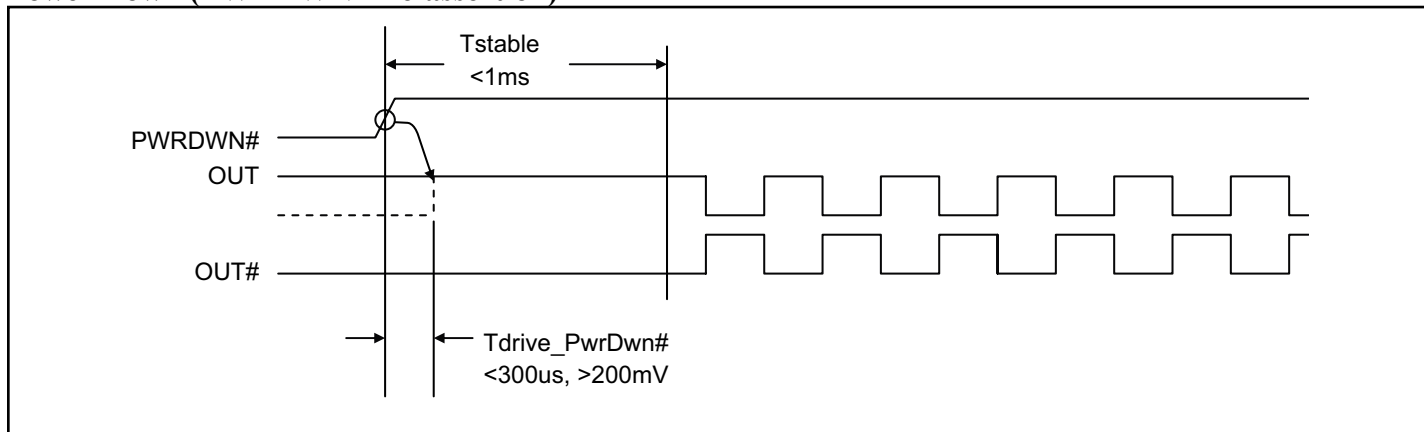 Tstable
<1ms
PWRDWN#
OUT
OUT#
Tdrive_PwrDwn#
<300us, >200mV